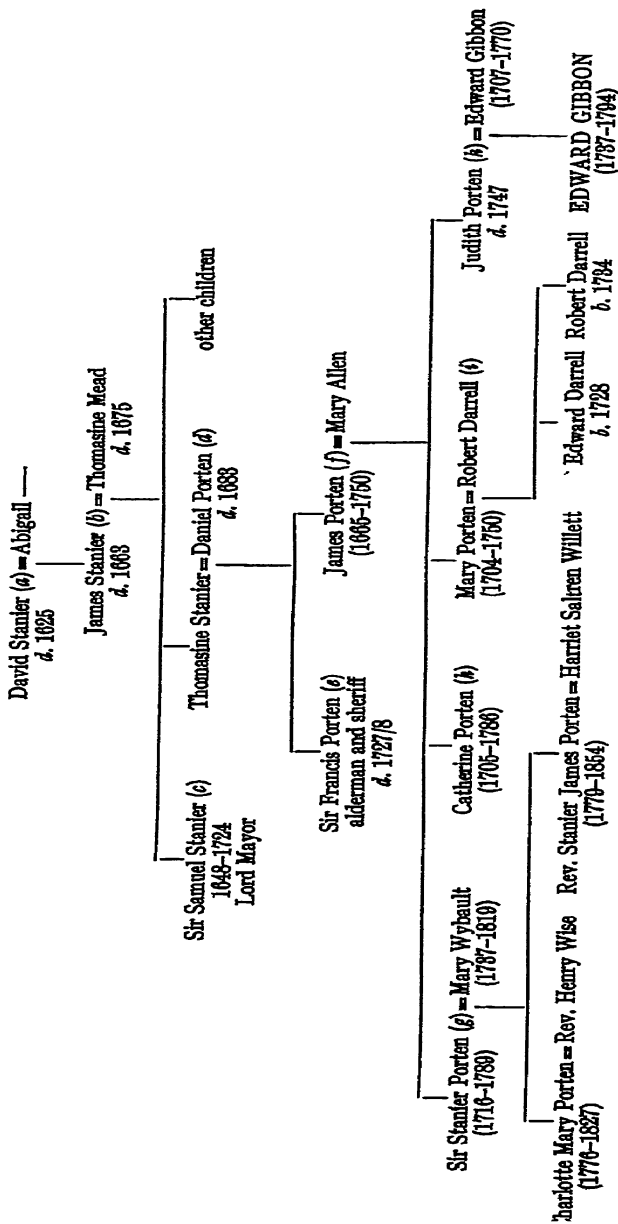 David Stanier (a) = Abigail —
d. 1625
James Stanier (b) = Thomasine Mead
d. 1663
d. 1675
Sir Samuel Stanier (c)
1648–1724
Lord Mayor
Thomasine Stanier = Daniel Porten (d)
d. 1683
other children
Sir Francis Porten (e)
alderman and sheriff
d. 1727/8
James Porten (f) = Mary Allen
(1665–1750)
Sir Stanier Porten (g) = Mary Wybault
(1716–1789)
(1737–1819)
Catherine Porten (h)
(1705–1786)
Mary Porten = Robert Darrell (i)
(1704–1750)
Judith Porten (k) = Edward Gibbon
d. 1747
(1707–1770)
harlotte Mary Porten = Rev. Henry Wise
(1776–1827)
Rev. Stanier James Porten = Harriet Saltren Willett
(1779–1854)
Edward Darrell
b. 1728
Robert Darrell
b. 1734
EDWARD GIBBON
(1737–1794)